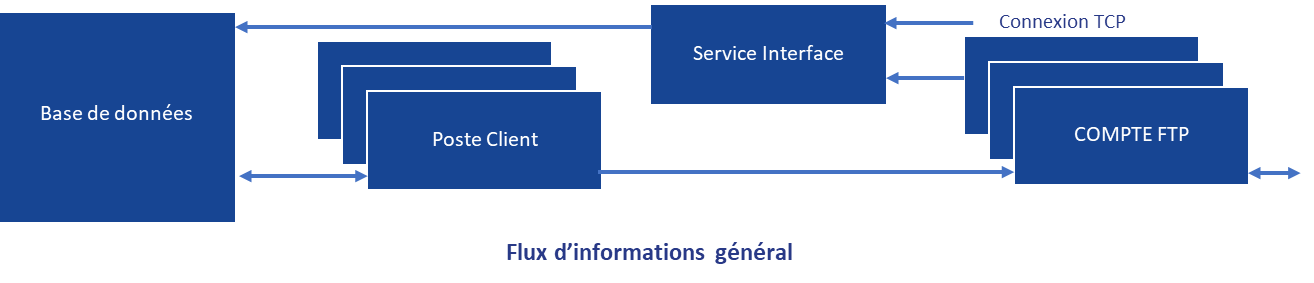 Connexion TCP
Service Interface
Base de données
Poste Client
COMPTE FTP
Flux d’informations général